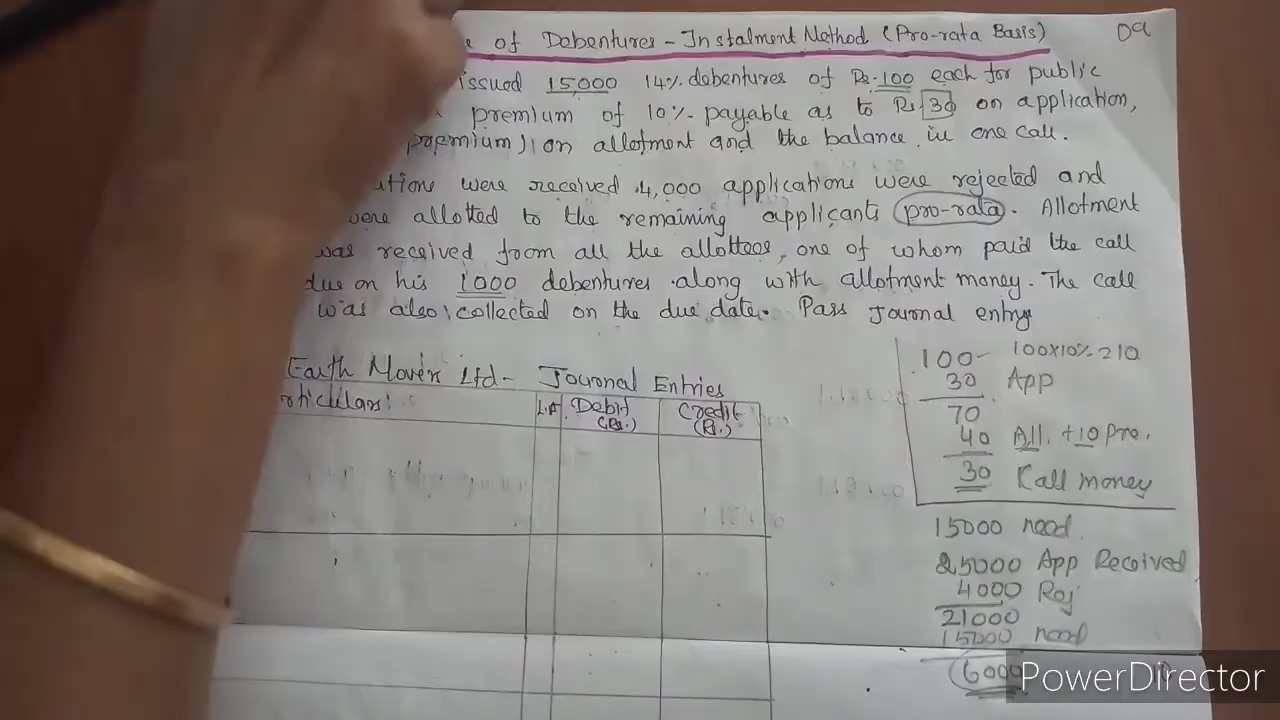 of Debentures - Instalment Method (Pro-rata Basis) 09
issued 15,000 14% debentures of Rs.100 each for public
premium of 10% payable as to Rs 30 on application,
premium), on allotment and the balance in one call.
were received 4,000 applications were rejected and
were allotted to the remaining applicants pro-rata. Allotment
was received from all the allottees, one of whom paid the call
due on his 1000 debentures along with allotment money. The call
was also collected on the due date. Pass Journal entry
Earth Movers Ltd - Journal Entries
L.F Debit (Rs.) Credit (Rs.)
100- 100X10% = 10
30 App
70
40 All. +10 Pre.
30 Call money
15000 need.
25000 App Received
4000 Rej
21000
15000 need
6000
PowerDirector